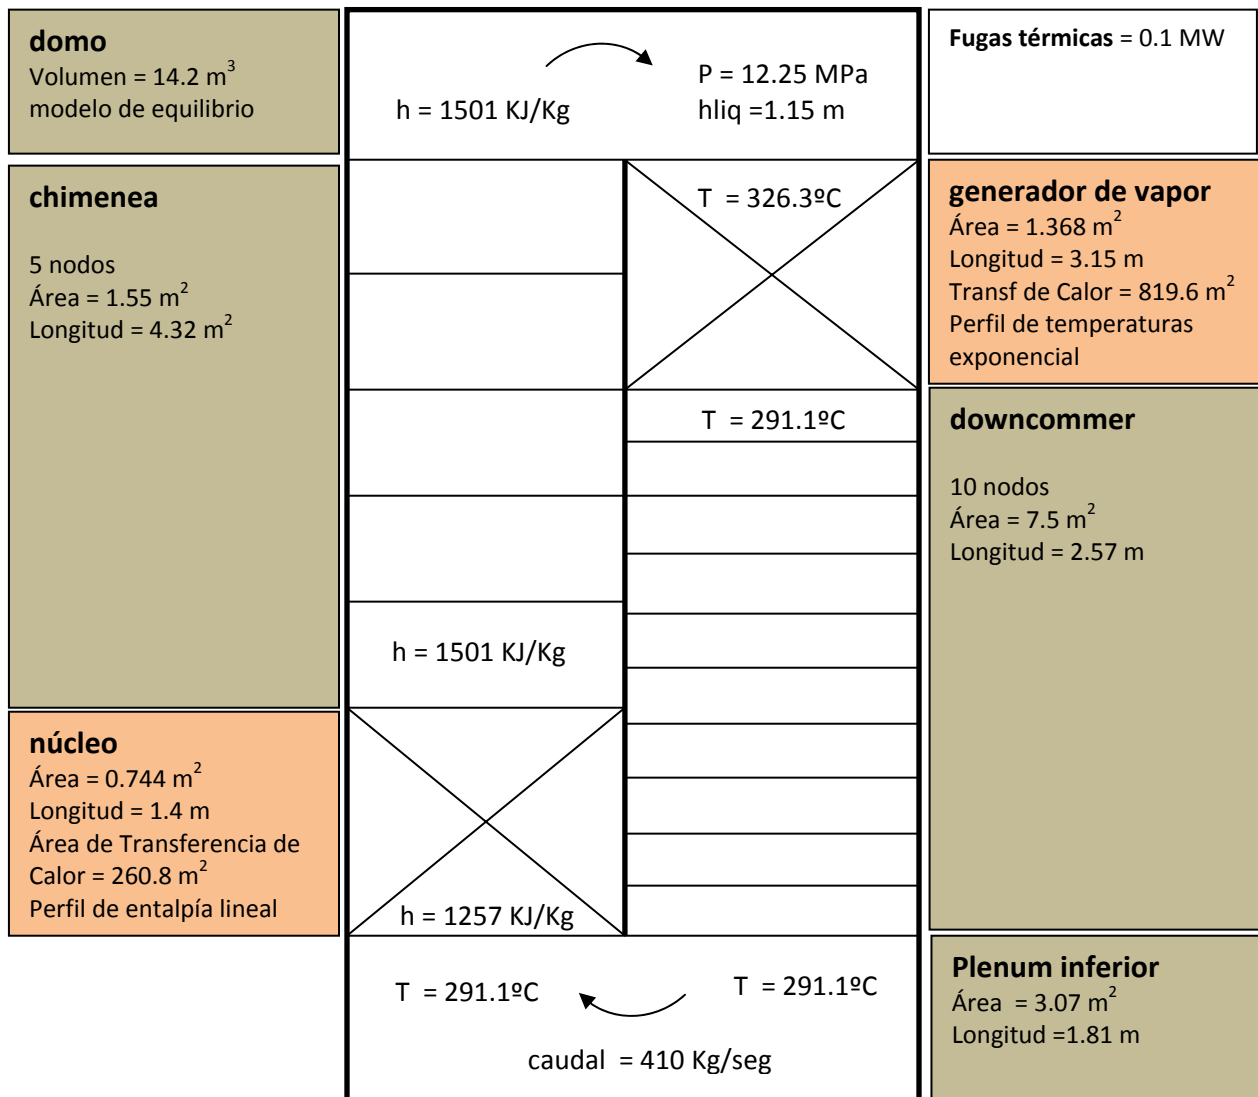 domo
Volumen = 14.2 m³
modelo de equilibrio
h = 1501 KJ/Kg
P = 12.25 MPa
hliq =1.15 m
Fugas térmicas = 0.1 MW
chimenea
5 nodos
Área = 1.55 m²
Longitud = 4.32 m²
T = 326.3ºC
generador de vapor
Área = 1.368 m²
Longitud = 3.15 m
Transf de Calor = 819.6 m²
Perfil de temperaturas
exponencial
T = 291.1ºC
downcommer
10 nodos
Área = 7.5 m²
Longitud = 2.57 m
h = 1501 KJ/Kg
núcleo
Área = 0.744 m²
Longitud = 1.4 m
Área de Transferencia de
Calor = 260.8 m²
Perfil de entalpía lineal
h = 1257 KJ/Kg
T = 291.1ºC
T = 291.1ºC
caudal = 410 Kg/seg
Plenum inferior
Área = 3.07 m²
Longitud =1.81 m